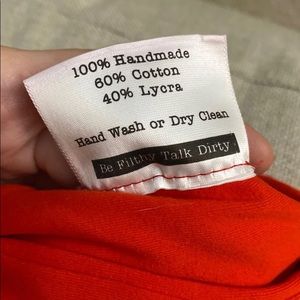 100% Handmade
60% Cotton
40% Lycra
Hand Wash or Dry Clean
Be Filthy Talk Dirty